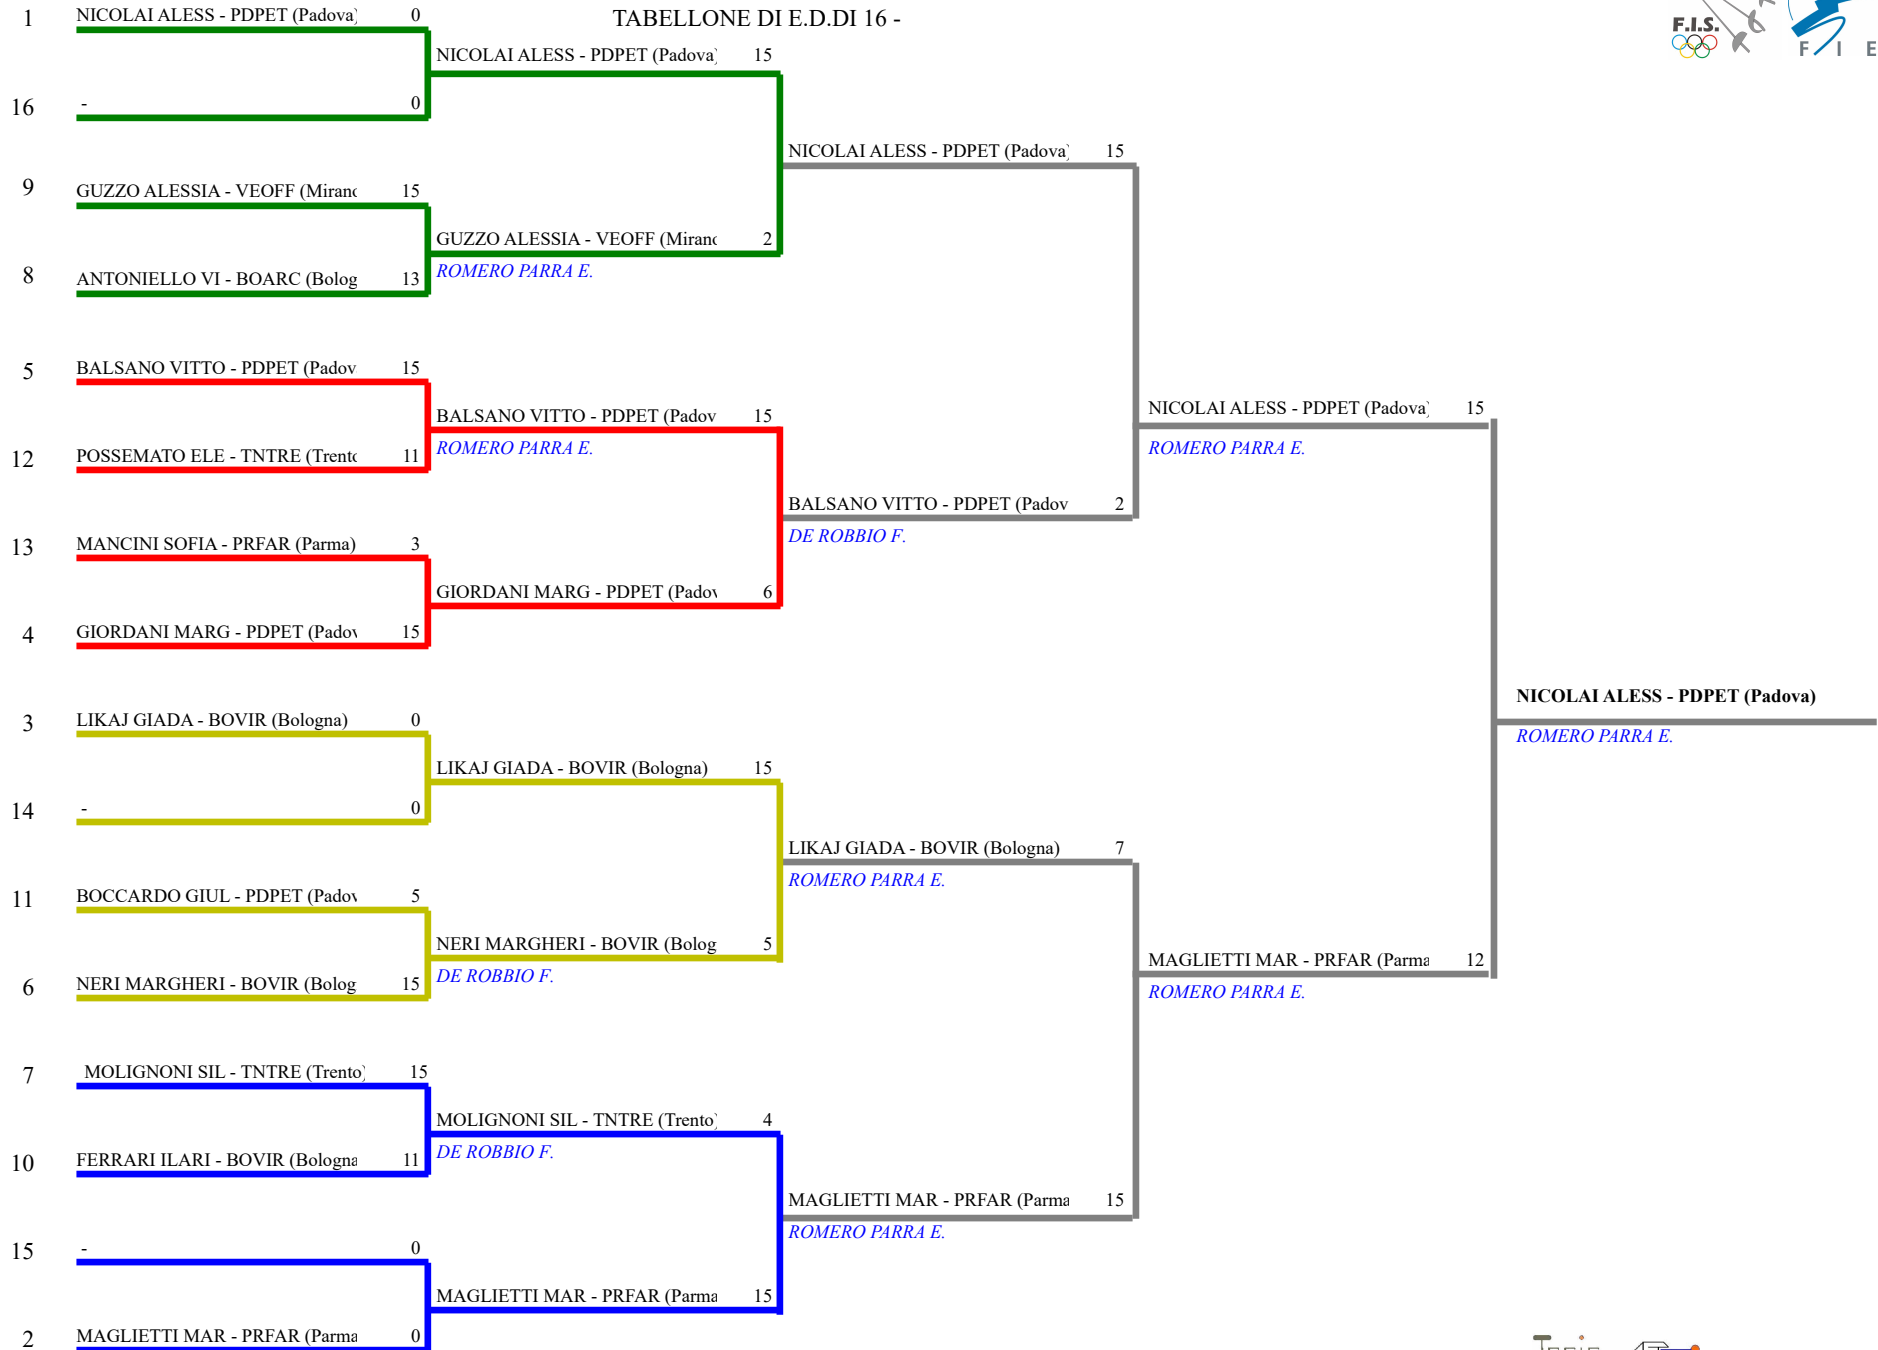 TABELLONE DI E.D.DI 16 -
F.I.S.
F I E
1 NICOLAI ALESS - PDPET (Padova) 0
NICOLAI ALESS - PDPET (Padova) 15
16 - 0
NICOLAI ALESS - PDPET (Padova) 15
9 GUZZO ALESSIA - VEOFF (Miranc 15
GUZZO ALESSIA - VEOFF (Miranc 2
ROMERO PARRA E.
8 ANTONIELLO VI - BOARC (Bolog 13
5 BALSANO VITTO - PDPET (Padov 15
NICOLAI ALESS - PDPET (Padova) 15
BALSANO VITTO - PDPET (Padov 15
ROMERO PARRA E.
ROMERO PARRA E.
12 POSSEMATO ELE - TNTRE (Trento 11
BALSANO VITTO - PDPET (Padov 2
DE ROBBIO F.
13 MANCINI SOFIA - PRFAR (Parma) 3
GIORDANI MARG - PDPET (Padov 6
4 GIORDANI MARG - PDPET (Padov 15
NICOLAI ALESS - PDPET (Padova)
3 LIKAJ GIADA - BOVIR (Bologna) 0
ROMERO PARRA E.
LIKAJ GIADA - BOVIR (Bologna) 15
14 - 0
LIKAJ GIADA - BOVIR (Bologna) 7
ROMERO PARRA E.
11 BOCCARDO GIUL - PDPET (Padov 5
NERI MARGHERI - BOVIR (Bolog 5
DE ROBBIO F.
MAGLIETTI MAR - PRFAR (Parma 12
ROMERO PARRA E.
6 NERI MARGHERI - BOVIR (Bolog 15
7 MOLIGNONI SIL - TNTRE (Trento) 15
MOLIGNONI SIL - TNTRE (Trento) 4
DE ROBBIO F.
10 FERRARI ILARI - BOVIR (Bologna 11
MAGLIETTI MAR - PRFAR (Parma 15
ROMERO PARRA E.
15 - 0
MAGLIETTI MAR - PRFAR (Parma 15
2 MAGLIETTI MAR - PRFAR (Parma 0